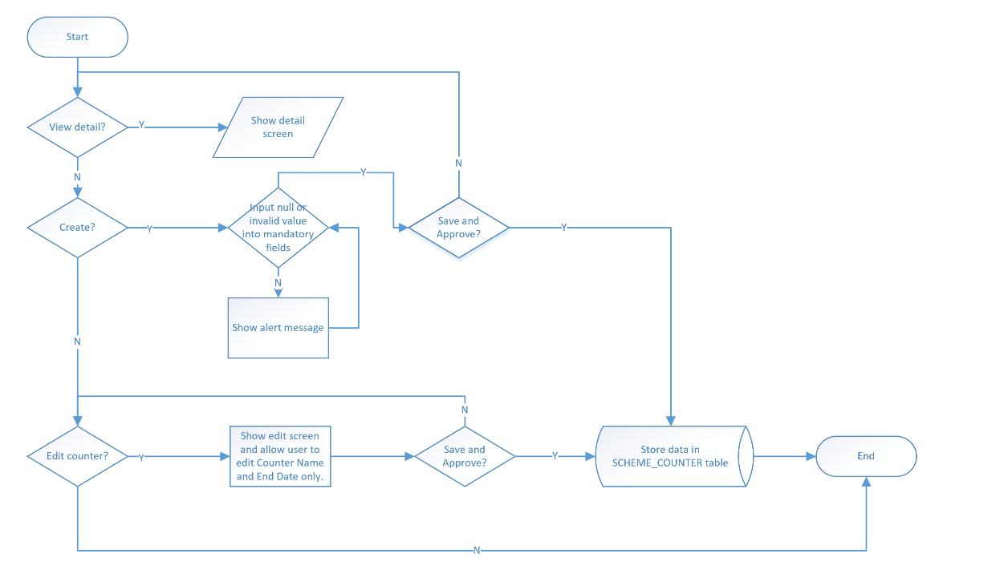 Start
View detail?
Y
Show detail
screen
N
N
Y
Create?
Y
Input null or
invalid value
into mandatory
fields
Save and
Approve?
Y
N
Show alert message
N
N
Edit counter?
Y
Show edit screen
and allow user to
edit Counter Name
and End Date only.
Save and
Approve?
Y
Store data in
SCHEME_COUNTER table
End
N